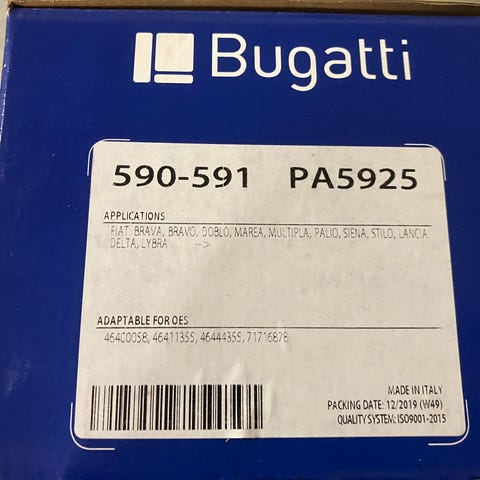 Bugatti
590-591 PA5925
APPLICATIONS
FIAT: BRAVA, BRAVO, DOBLO, MAREA, MULTIPLA, PALIO, SIENA, STILO, LANCIA:
DELTA, LYBRA -->
ADAPTABLE FOR OES
46400058, 46411355, 46444355, 71716878
MADE IN ITALY
PACKING DATE: 12/2019 (W49)
QUALITY SYSTEM: ISO9001-2015